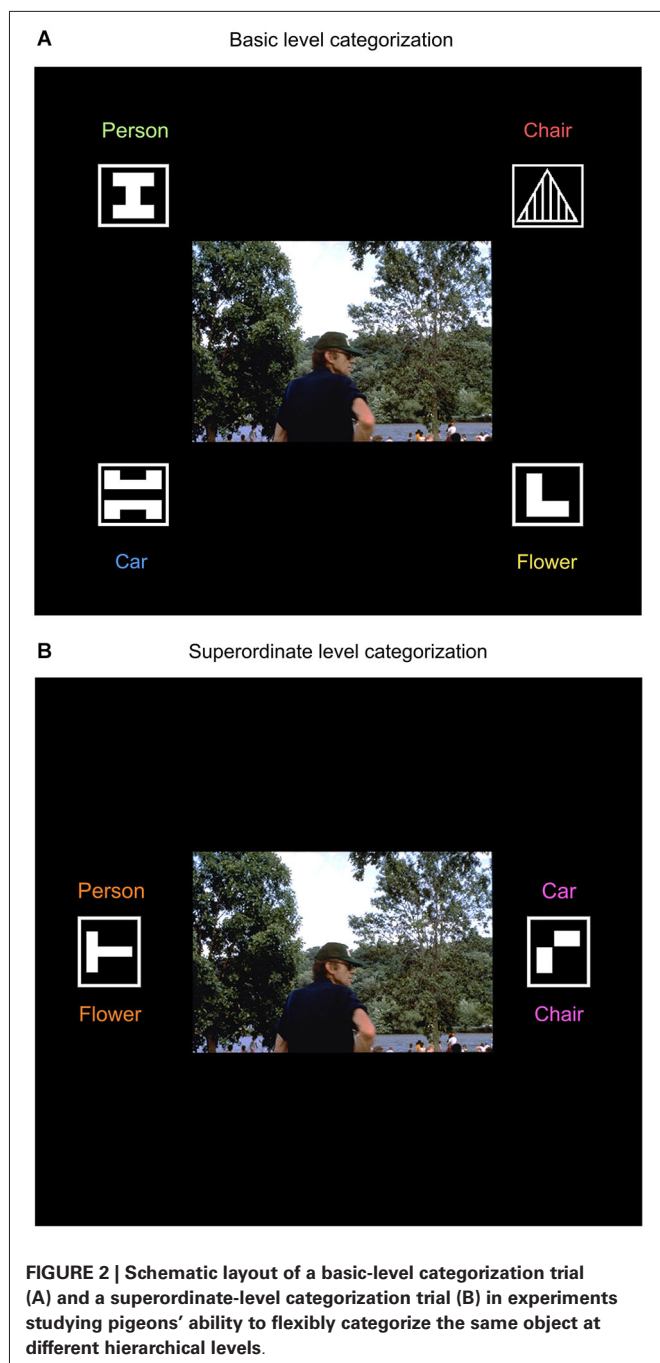 A
Basic level categorization
Person
Chair
Car
Flower
B
Superordinate level categorization
Person
Car
Flower
Chair
FIGURE 2 | Schematic layout of a basic-level categorization trial
(A) and a superordinate-level categorization trial (B) in experiments
studying pigeons’ ability to flexibly categorize the same object at
different hierarchical levels.